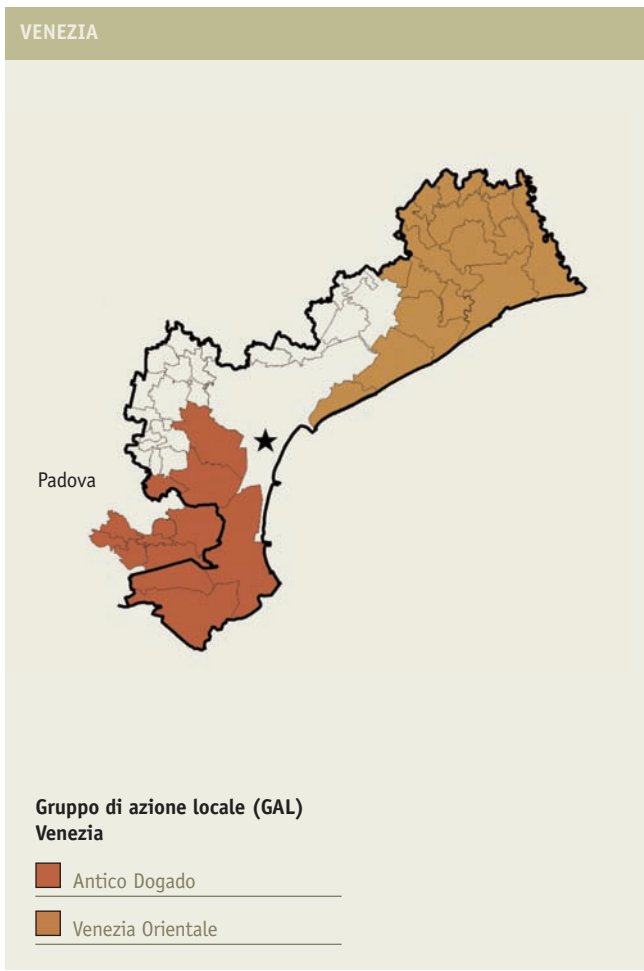 VENEZIA
Padova
Gruppo di azione locale (GAL)
Venezia
Antico Dogado
Venezia Orientale